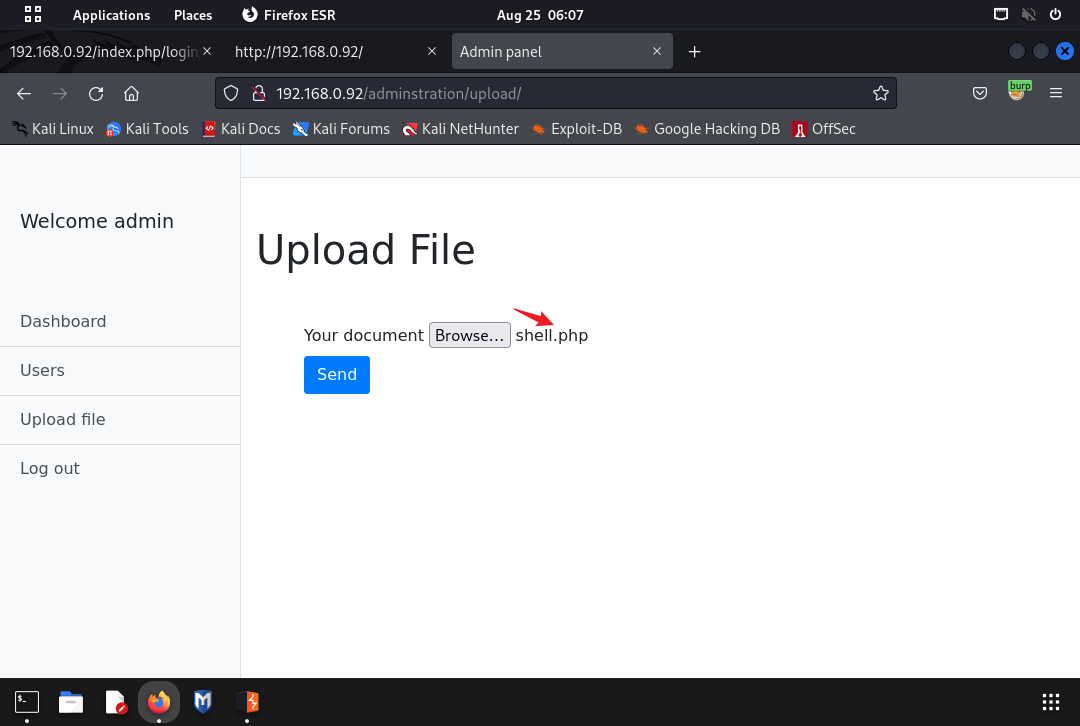 Applications Places Firefox ESR Aug 25 06:07
192.168.0.92/index.php/login http://192.168.0.92/ Admin panel
192.168.0.92/adminstration/upload/ burp
Kali Linux Kali Tools Kali Docs Kali Forums Kali NetHunter Exploit-DB Google Hacking DB OffSec
Welcome admin
Dashboard
Users
Upload file
Log out
Upload File
Your document Browse... shell.php
Send